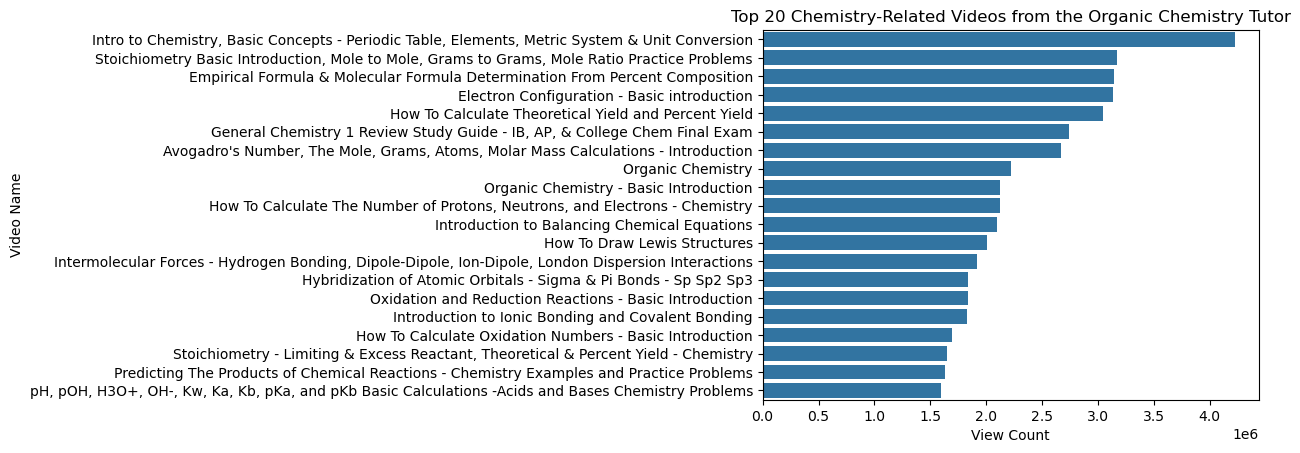 Top 20 Chemistry-Related Videos from the Organic Chemistry Tutor
Video Name
Intro to Chemistry, Basic Concepts - Periodic Table, Elements, Metric System & Unit Conversion
Stoichiometry Basic Introduction, Mole to Mole, Grams to Grams, Mole Ratio Practice Problems
Empirical Formula & Molecular Formula Determination From Percent Composition
Electron Configuration - Basic introduction
How To Calculate Theoretical Yield and Percent Yield
General Chemistry 1 Review Study Guide - IB, AP, & College Chem Final Exam
Avogadro's Number, The Mole, Grams, Atoms, Molar Mass Calculations - Introduction
Organic Chemistry
Organic Chemistry - Basic Introduction
How To Calculate The Number of Protons, Neutrons, and Electrons - Chemistry
Introduction to Balancing Chemical Equations
How To Draw Lewis Structures
Intermolecular Forces - Hydrogen Bonding, Dipole-Dipole, Ion-Dipole, London Dispersion Interactions
Hybridization of Atomic Orbitals - Sigma & Pi Bonds - Sp Sp2 Sp3
Oxidation and Reduction Reactions - Basic Introduction
Introduction to Ionic Bonding and Covalent Bonding
How To Calculate Oxidation Numbers - Basic Introduction
Stoichiometry - Limiting & Excess Reactant, Theoretical & Percent Yield - Chemistry
Predicting The Products of Chemical Reactions - Chemistry Examples and Practice Problems
pH, pOH, H3O+, OH-, Kw, Ka, Kb, pKa, and pKb Basic Calculations -Acids and Bases Chemistry Problems
0.0 0.5 1.0 1.5 2.0 2.5 3.0 3.5 4.0
1e6
View Count